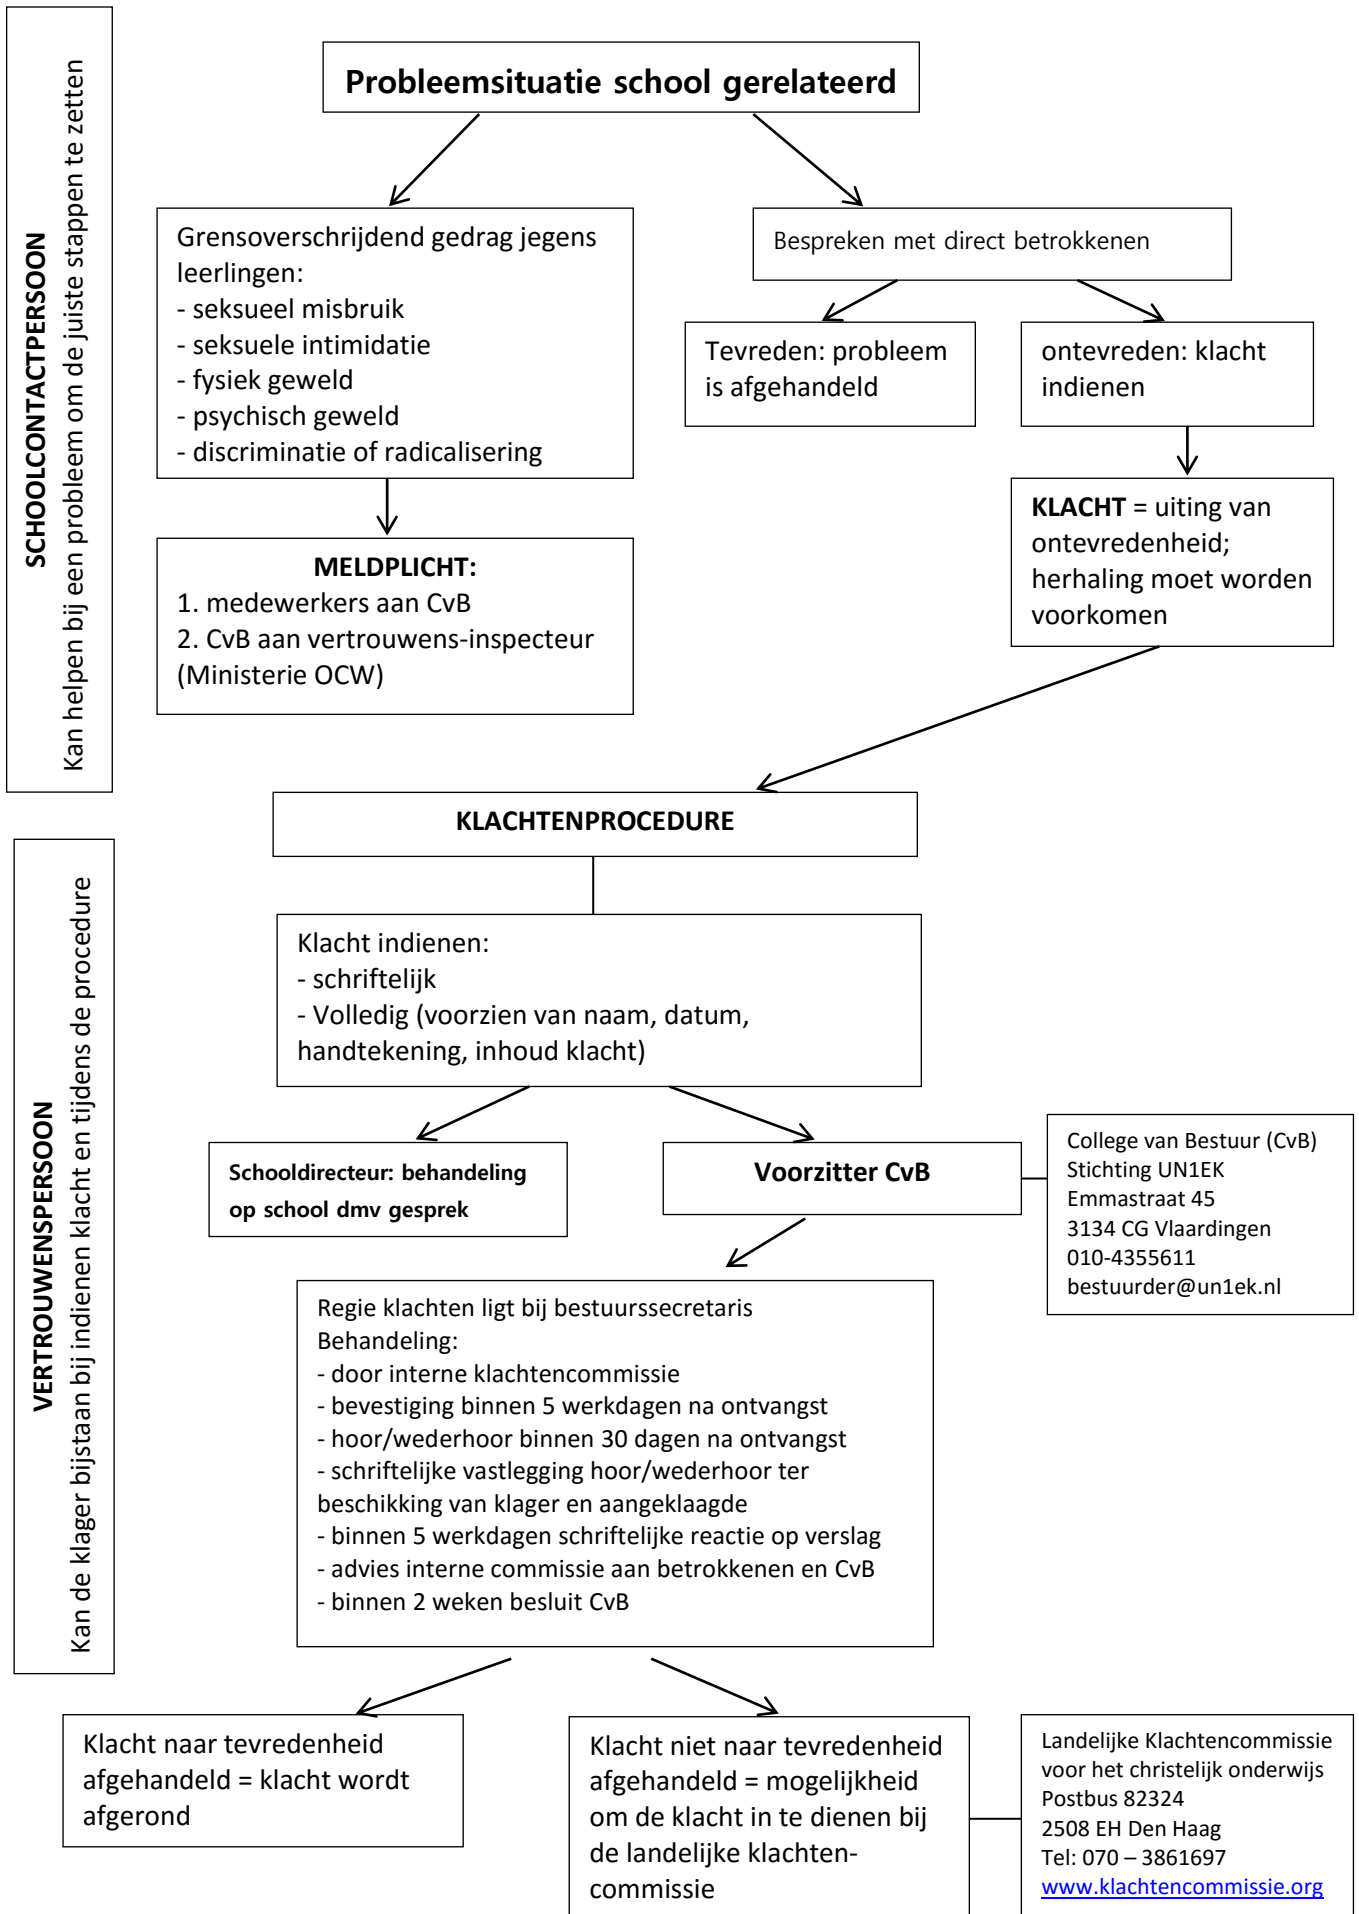 SCHOOLCONTACTPERSOON
Kan helpen bij een probleem om de juiste stappen te zetten
Probleemsituatie school gerelateerd
Grensoverschrijdend gedrag jegens
leerlingen:
- seksueel misbruik
- seksuele intimidatie
- fysiek geweld
- psychisch geweld
- discriminatie of radicalisering
Bespreken met direct betrokkenen
Tevreden: probleem
is afgehandeld
ontevreden: klacht
indienen
MELDPLICHT:
1. medewerkers aan CvB
2. CvB aan vertrouwens-inspecteur
(Ministerie OCW)
KLACHT = uiting van
ontevredenheid;
herhaling moet worden
voorkomen
KLACHTENPROCEDURE
VERTROUWENSPERSOON
Kan de klager bijstaan bij indienen klacht en tijdens de procedure
Klacht indienen:
- schriftelijk
- Volledig (voorzien van naam, datum,
handtekening, inhoud klacht)
Schooldirecteur: behandeling
op school dmv gesprek
Voorzitter CvB
College van Bestuur (CvB)
Stichting UN1EK
Emmastraat 45
3134 CG Vlaardingen
010-4355611
bestuurder@un1ek.nl
Regie klachten ligt bij bestuurssecretaris
Behandeling:
- door interne klachtencommissie
- bevestiging binnen 5 werkdagen na ontvangst
- hoor/wederhoor binnen 30 dagen na ontvangst
- schriftelijke vastlegging hoor/wederhoor ter
beschikking van klager en aangeklaagde
- binnen 5 werkdagen schriftelijke reactie op verslag
- advies interne commissie aan betrokkenen en CvB
- binnen 2 weken besluit CvB
Klacht naar tevredenheid
afgehandeld = klacht wordt
afgerond
Klacht niet naar tevredenheid
afgehandeld = mogelijkheid
om de klacht in te dienen bij
de landelijke klachten-
commissie
Landelijke Klachtencommissie
voor het christelijk onderwijs
Postbus 82324
2508 EH Den Haag
Tel: 070 – 3861697
www.klachtencommissie.org